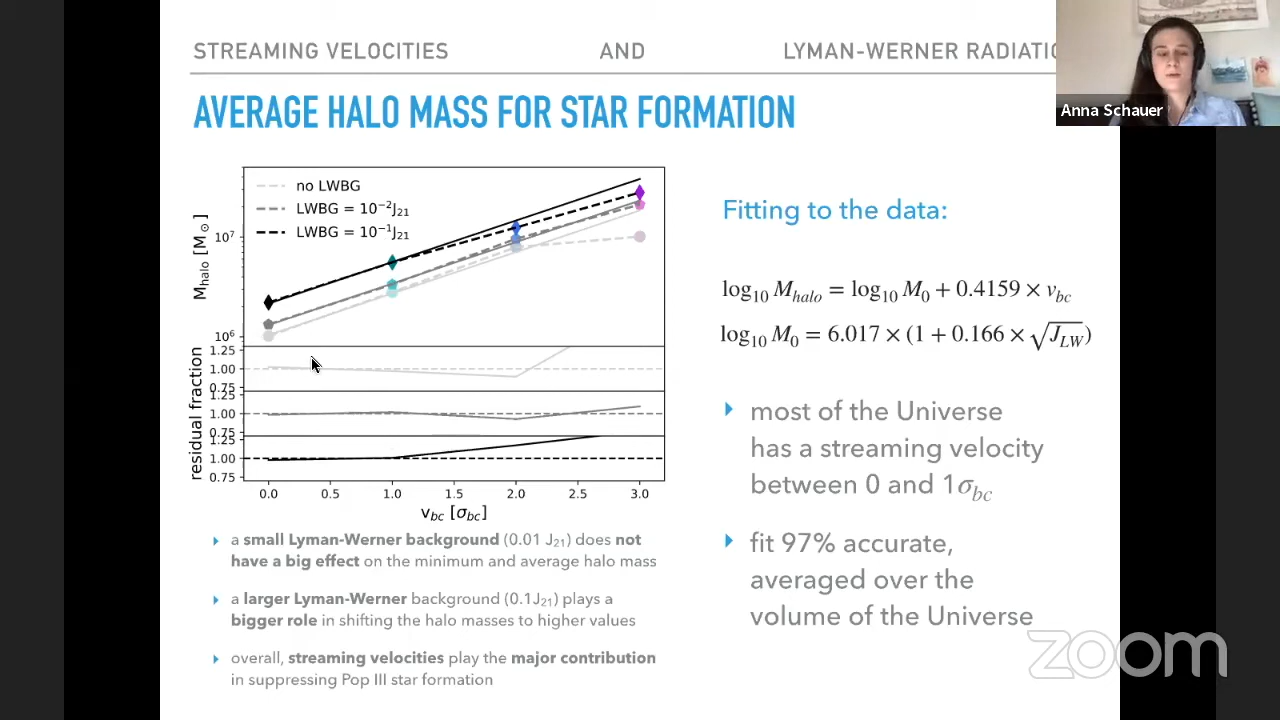 STREAMING VELOCITIES AND LYMAN-WERNER RADIATIO
Anna Schauer
AVERAGE HALO MASS FOR STAR FORMATION
no LWBG
LWBG = 10⁻²J₂₁
LWBG = 10⁻¹J₂₁
M_halo [M_⊙]
10⁷
10⁶
1.25
1.00
0.75
1.25
1.00
0.75
1.25
1.00
0.75
residual fraction
0.0 0.5 1.0 1.5 2.0 2.5 3.0
v_bc [σ_bc]
a small Lyman-Werner background (0.01 J₂₁) does not
have a big effect on the minimum and average halo mass
a larger Lyman-Werner background (0.1J₂₁) plays a
bigger role in shifting the halo masses to higher values
overall, streaming velocities play the major contribution
in suppressing Pop III star formation
Fitting to the data:
log₁₀ M_halo = log₁₀ M₀ + 0.4159 × v_bc
log₁₀ M₀ = 6.017 × (1 + 0.166 × √J_LW)
most of the Universe
has a streaming velocity
between 0 and 1σ_bc
fit 97% accurate,
averaged over the
volume of the Universe
zoom